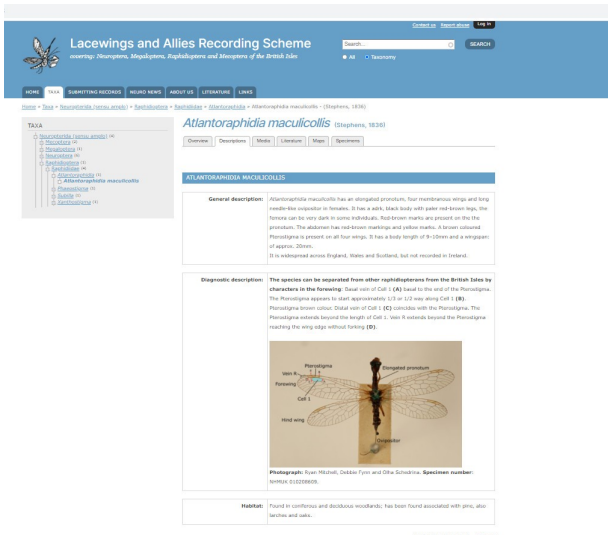 Contact us Report abuse Log in
Lacewings and Allies Recording Scheme
covering: Neuroptera, Megaloptera, Raphidioptera and Mecoptera of the British Isles
Search...
SEARCH
All Taxonomy
HOME TAXA SUBMITTING RECORDS NEURO NEWS ABOUT US LITERATURE LINKS
Home » Taxa » Neuropterida (sensu amplo) » Raphidioptera » Raphidiidae » Atlantoraphidia » Atlantoraphidia maculicollis - (Stephens, 1836)
TAXA
Neuropterida (sensu amplo) (4)
Mecoptera (2)
Megaloptera (1)
Neuroptera (5)
Raphidioptera (1)
Raphidiidae (4)
Atlantoraphidia (1)
Atlantoraphidia maculicollis
Phaeostigma (1)
Subilla (1)
Xanthostigma (1)
Atlantoraphidia maculicollis (Stephens, 1836)
Overview Descriptions Media Literature Maps Specimens
ATLANTORAPHIDIA MACULICOLLIS
General description: Atlantoraphidia maculicollis has an elongated pronotum, four membranous wings and long
needle-like ovipositor in females. It has a adrk, black body with paler red-brown legs, the
femora can be very dark in some individuals. Red-brown marks are present on the the
pronotum. The abdomen has red-brown markings and yellow marks. A brown coloured
Pterostigma is present on all four wings. It has a body length of 9-10mm and a wingspan:
of approx. 20mm.
It is widespread across England, Wales and Scotland, but not recorded in Ireland.
Diagnostic description: The species can be separated from other raphidiopterans from the British Isles by
characters in the forewing: Basal vein of Cell 1 (A) basal to the end of the Pterostigma.
The Pterostigma appears to start approximately 1/3 or 1/2 way along Cell 1 (B).
Pterostigma brown colour. Distal vein of Cell 1 (C) coincides with the Pterostigma. The
Pterostigma extends beyond the length of Cell 1. Vein R extends beyond the Pterostigma
reaching the wing edge without forking (D).
Pterostigma
Elongated pronotum
Vein R
Forewing
Cell 1
Hind wing
Ovipositor
Photograph: Ryan Mitchell, Debbie Fynn and Olha Schedrina. Specimen number:
NHMUK 010208609.
Habitat: Found in coniferous and deciduous woodlands; has been found associated with pins, also
larches and oaks.